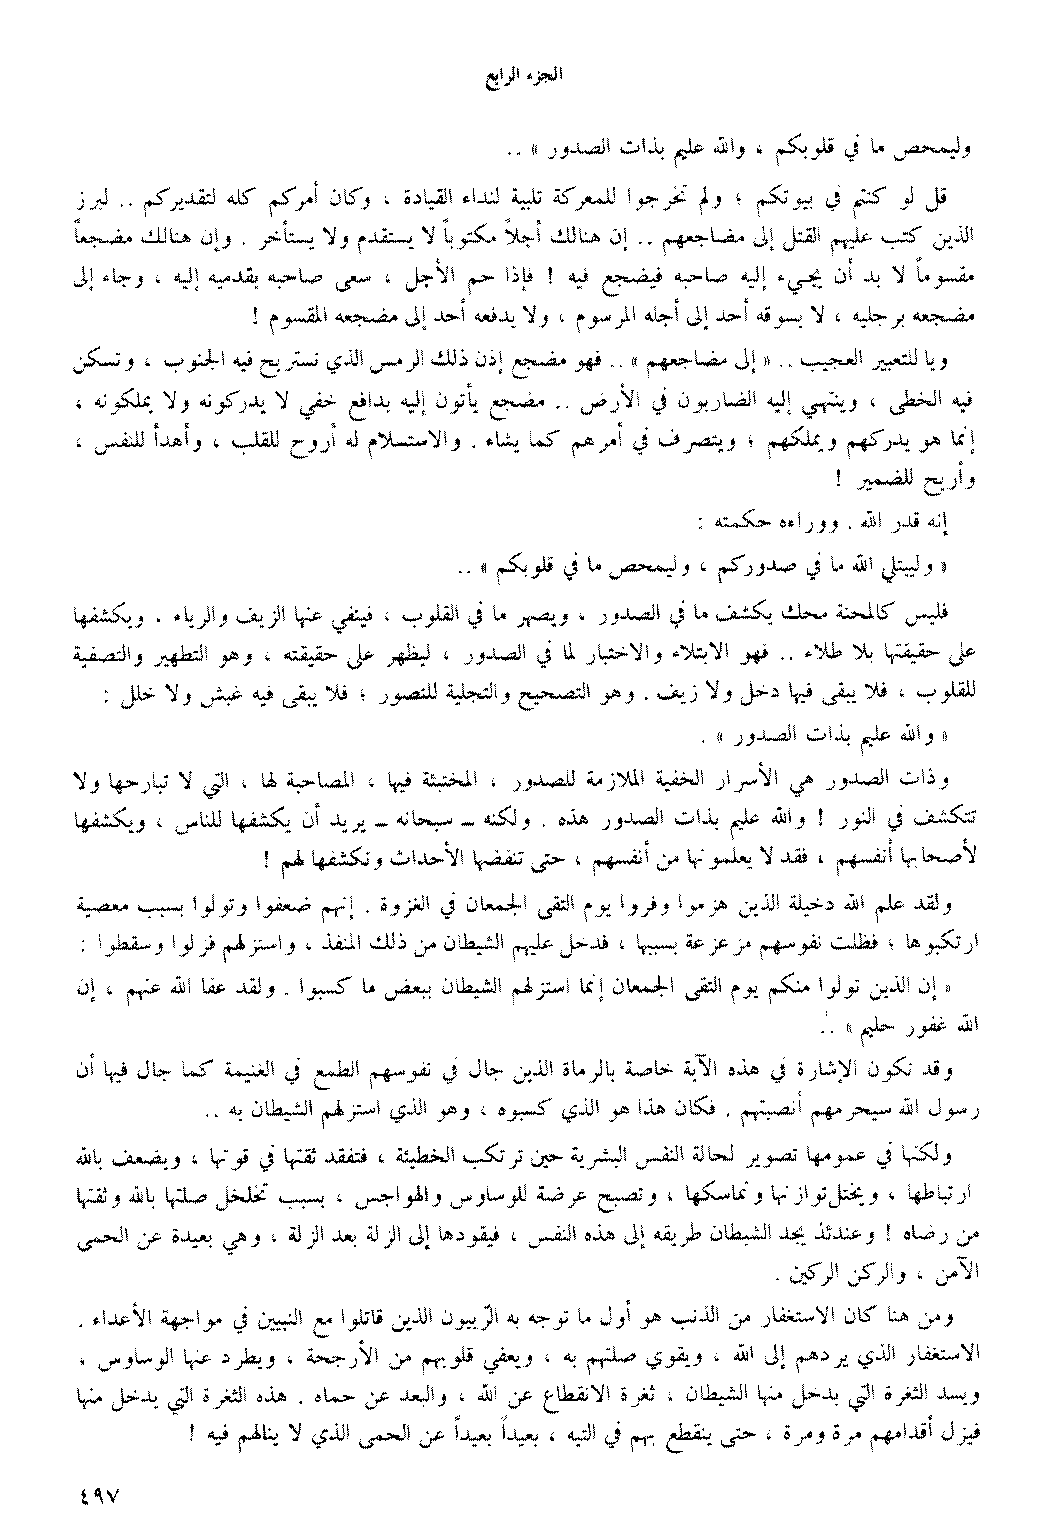 الجزء الرابع
وليمحص ما في قلوبكم ، والله عليم بذات الصدور » ..
قل لو كنتم في بيوتكم ؛ ولم تخرجوا للمعركة تلبية لنداء القيادة ، وكان أمركم كله لتقديركم .. لبرز
الذين كتب عليهم القتل إلى مضاجعهم .. إن هنالك أجلاً مكتوباً لا يستقدم ولا يستأخر . وإن هنالك مضجعاً
مقسوماً لا بد أن يجيء إليه صاحبه فيضجع فيه ! فإذا حم الأجل ، سعى صاحبه بقدميه إليه ، وجاء إلى
مضجعه برجليه ، لا يسوقه أحد إلى أجله المرسوم ، ولا يدفعه أحد إلى مضجعه المقسوم !
ويا للتعبير العجيب .. « إلى مضاجعهم » .. فهو مضجع إذن ذلك الرمس الذي تستريح فيه الجنوب ، وتسكن
فيه الخطى ، وينتهي إليه الضاربون في الأرض .. مضجع يأتون إليه بدافع خفي لا يدركونه ولا يملكونه ،
إنما هو يدركهم ويملكهم ؛ ويتصرف في أمرهم كما يشاء . والاستسلام له أروح للقلب ، وأهدأ للنفس ،
وأريح للضمير !
إنه قدر الله . ووراءه حكمته :
« وليبتلي الله ما في صدوركم ، وليمحص ما في قلوبكم » ..
فليس كالمحنة محك يكشف ما في الصدور ، ويصهر ما في القلوب ، فينفي عنها الزيف والرياء . ويكشفها
على حقيقتها بلا طلاء .. فهو الابتلاء والاختبار لما في الصدور ، ليظهر على حقيقته ، وهو التطهير والتصفية
للقلوب ، فلا يبقى فيها دخل ولا زيف . وهو التصحيح والتجلية للتصور ؛ فلا يبقى فيه غبش ولا خلل :
« والله عليم بذات الصدور » .
وذات الصدور هي الأسرار الخفية الملازمة للصدور ، المختبئة فيها ، المصاحبة لها ، التي لا تبارحها ولا
تتكشف في النور ! والله عليم بذات الصدور هذه . ولكنه – سبحانه – يريد أن يكشفها للناس ، ويكشفها
لأصحابها أنفسهم ، فقد لا يعلمونها من أنفسهم ، حتى تنفضها الأحداث وتكشفها لهم !
ولقد علم الله دخيلة الذين هزموا وفروا يوم التقى الجمعان في الغزوة . إنهم ضعفوا وتولوا بسبب معصية
ارتكبوها ؛ فظلت نفوسهم مزعزعة بسببها ، فدخل عليهم الشيطان من ذلك المنفذ ، واستزلهم فزلوا وسقطوا :
« إن الذين تولوا منكم يوم التقى الجمعان إنما استزلهم الشيطان ببعض ما كسبوا . ولقد عفا الله عنهم ، إن
الله غفور حليم » ..
وقد تكون الإشارة في هذه الآية خاصة بالرماة الذين جال في نفوسهم الطمع في الغنيمة كما جال فيها أن
رسول الله سيحرمهم أنصبتهم . فكان هذا هو الذي كسبوه ، وهو الذي استزلهم الشيطان به ..
ولكنها في عمومها تصوير لحالة النفس البشرية حين ترتكب الخطيئة ، فتفقد ثقتها في قوتها ، ويضعف بالله
ارتباطها ، ويختل توازنها وتماسكها ، وتصبح عرضة للوساوس والهواجس ، بسبب تخلخل صلتها بالله وثقتها
من رضاه ! وعندئذ يجد الشيطان طريقه إلى هذه النفس ، فيقودها إلى الزلة بعد الزلة ، وهي بعيدة عن الحمى
الآمن ، والركن الركين .
ومن هنا كان الاستغفار من الذنب هو أول ما توجه به الرّبيون الذين قاتلوا مع النبيين في مواجهة الأعداء .
الاستغفار الذي يردهم إلى الله ، ويقوي صلتهم به ، ويعفي قلوبهم من الأرجحة ، ويطرد عنها الوساوس ،
ويسد الثغرة التي يدخل منها الشيطان ، ثغرة الانقطاع عن الله ، والبعد عن حماه . هذه الثغرة التي يدخل منها
فيزل أقدامهم مرة ومرة ، حتى ينقطع بهم في التيه ، بعيداً بعيداً عن الحمى الذي لا ينالهم فيه !
٤٩٧